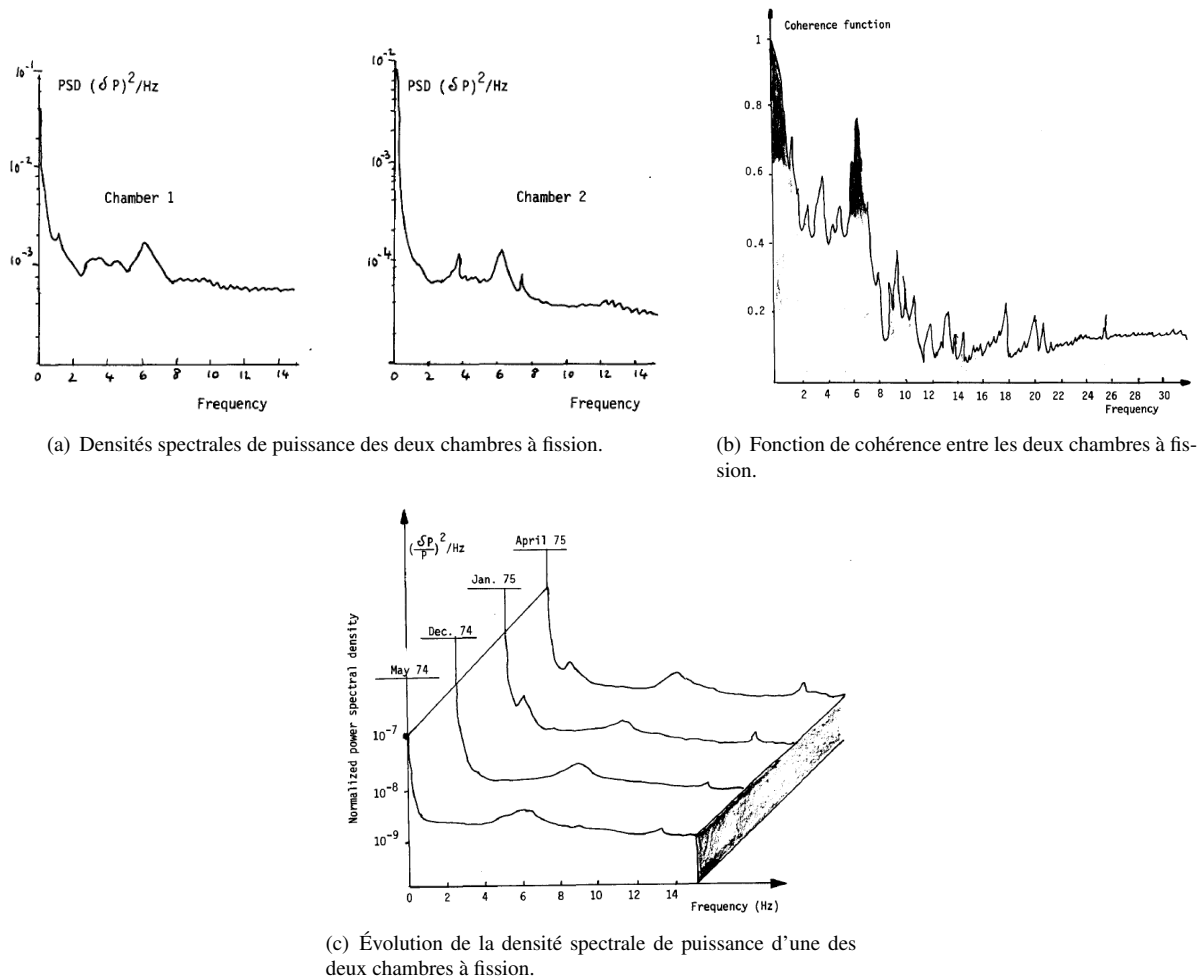 10⁻¹
PSD (δP)²/Hz
10⁻²
Chamber 1
10⁻³
0 2 4 6 8 10 12 14
Frequency
10⁻²
PSD (δP)²/Hz
10⁻³
Chamber 2
10⁻⁴
0 2 4 6 8 10 12 14
Frequency
(a) Densités spectrales de puissance des deux chambres à fission.
Coherence function
1
0.8
0.6
0.4
0.2
2 4 6 8 10 12 14 16 18 20 22 24 26 28 30
Frequency
(b) Fonction de cohérence entre les deux chambres à fis-
sion.
(δP/P)²/Hz
April 75
Jan. 75
Dec. 74
May 74
Normalized power spectral density
10⁻⁷
10⁻⁸
10⁻⁹
0 2 4 6 8 10 12 14
Frequency (Hz)
(c) Évolution de la densité spectrale de puissance d'une des
deux chambres à fission.